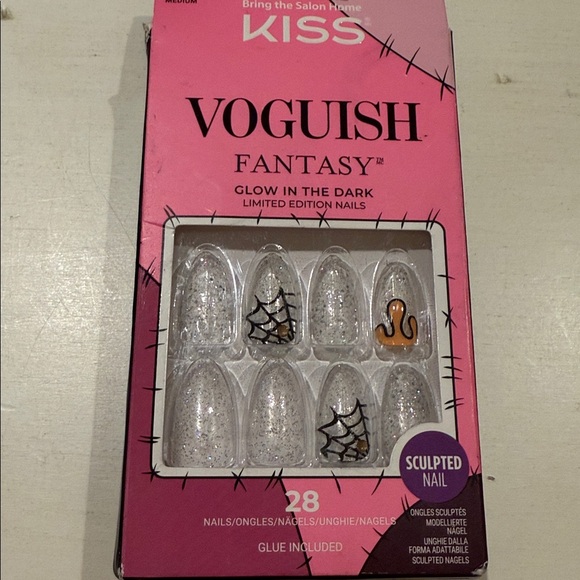 MEDIUM
Bring the Salon Home
KISS
VOGUISH
FANTASY™
GLOW IN THE DARK
LIMITED EDITION NAILS
SCULPTED
NAIL
28
NAILS/ONGLES/NÄGELS/UNGHIE/NAGELS
GLUE INCLUDED
ONGLES SCULPTÉS
MODELLIERTE
NÄGEL
UNGHIE DALLA
FORMA ADATTABILE
SCULPTED NAGELS